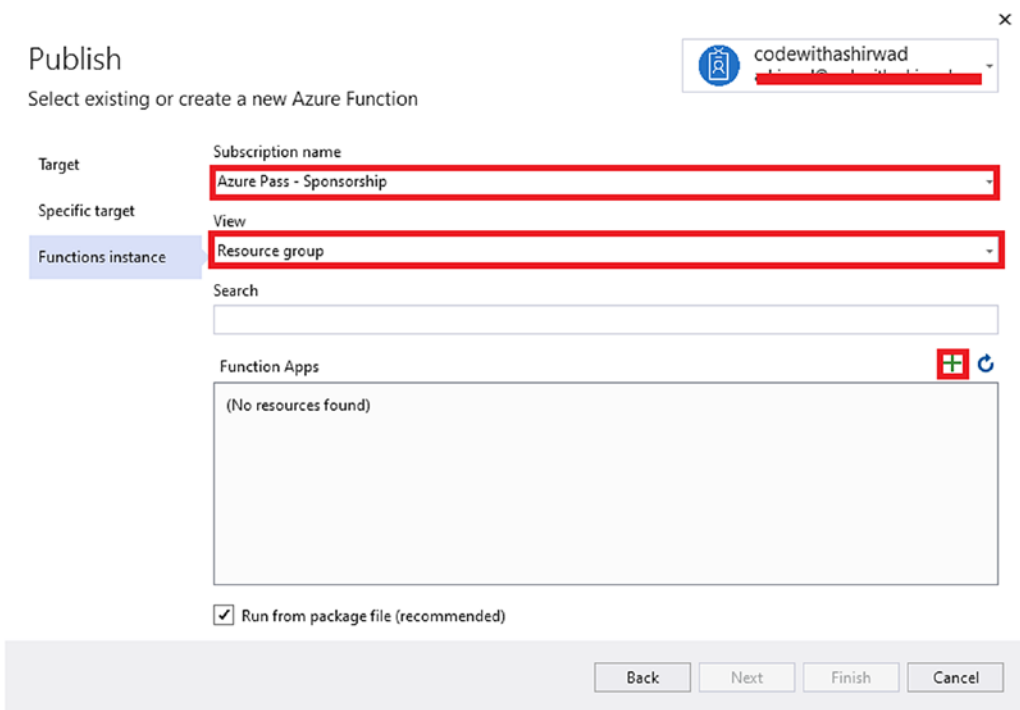 Publish
codewithashirwad
Select existing or create a new Azure Function
Target
Specific target
Functions instance
Subscription name
Azure Pass - Sponsorship
View
Resource group
Search
Function Apps
(No resources found)
Run from package file (recommended)
Back
Next
Finish
Cancel